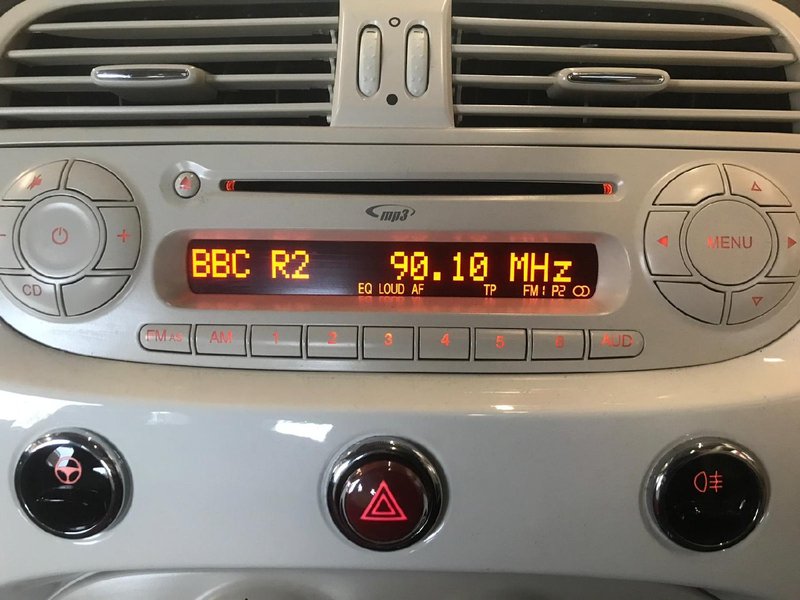 mp3
BBC R2 90.10 MHz
EQ LOUD AF TP FM1 P2
MENU
CD
FM AS AM 1 2 3 4 5 6 AUD